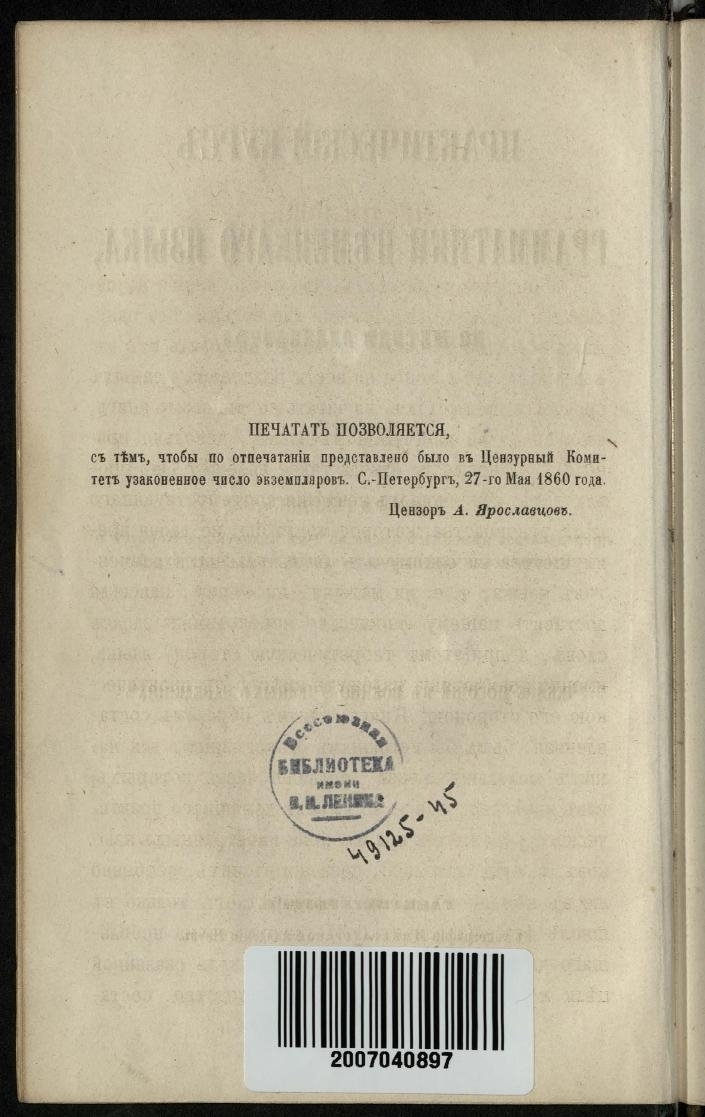 ПЕЧАТАТЬ ПОЗВОЛЯЕТСЯ,
съ тѣмъ, чтобы по отпечатаніи представлено было въ Цензурный Коми-
тетъ узаконенное число экземпляровъ. С.-Петербургъ, 27-го Мая 1860 года.
Цензоръ А. Ярославцовъ.
Всесоюзная
БИБЛИОТЕКА
имени
В. И. ЛЕНИНА
49125-45
2007040897